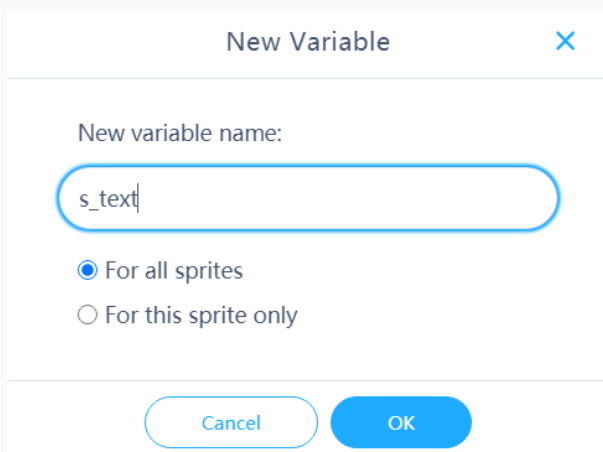 New Variable
New variable name:
s_text
For all sprites
For this sprite only
Cancel
OK